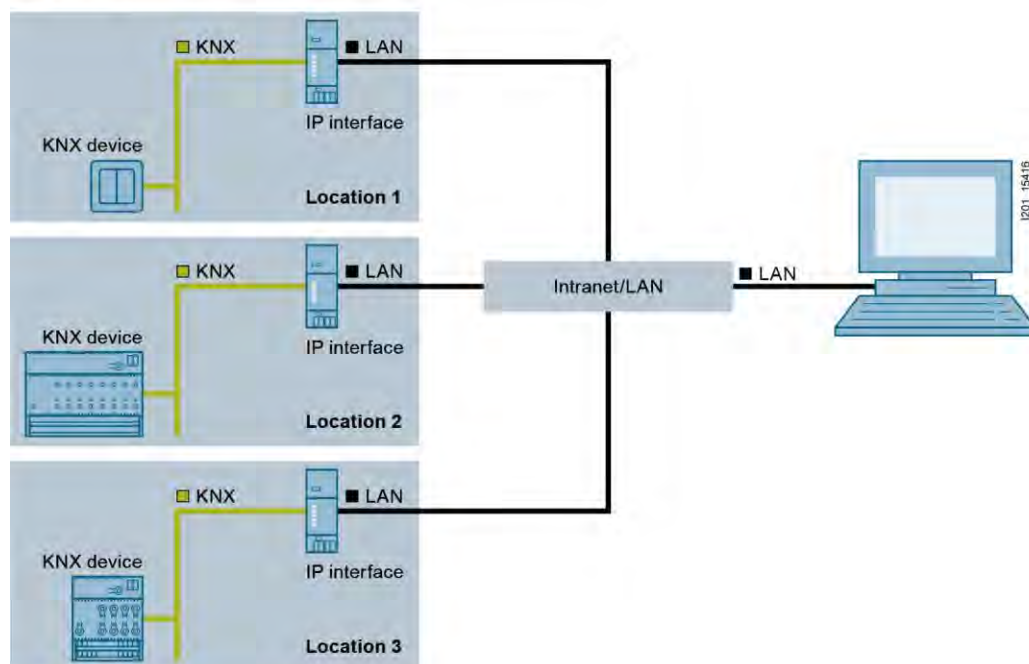 KNX
LAN
IP interface
KNX device
Location 1
KNX
LAN
IP interface
KNX device
Location 2
KNX
LAN
IP interface
KNX device
Location 3
Intranet/LAN
LAN
I201_15416